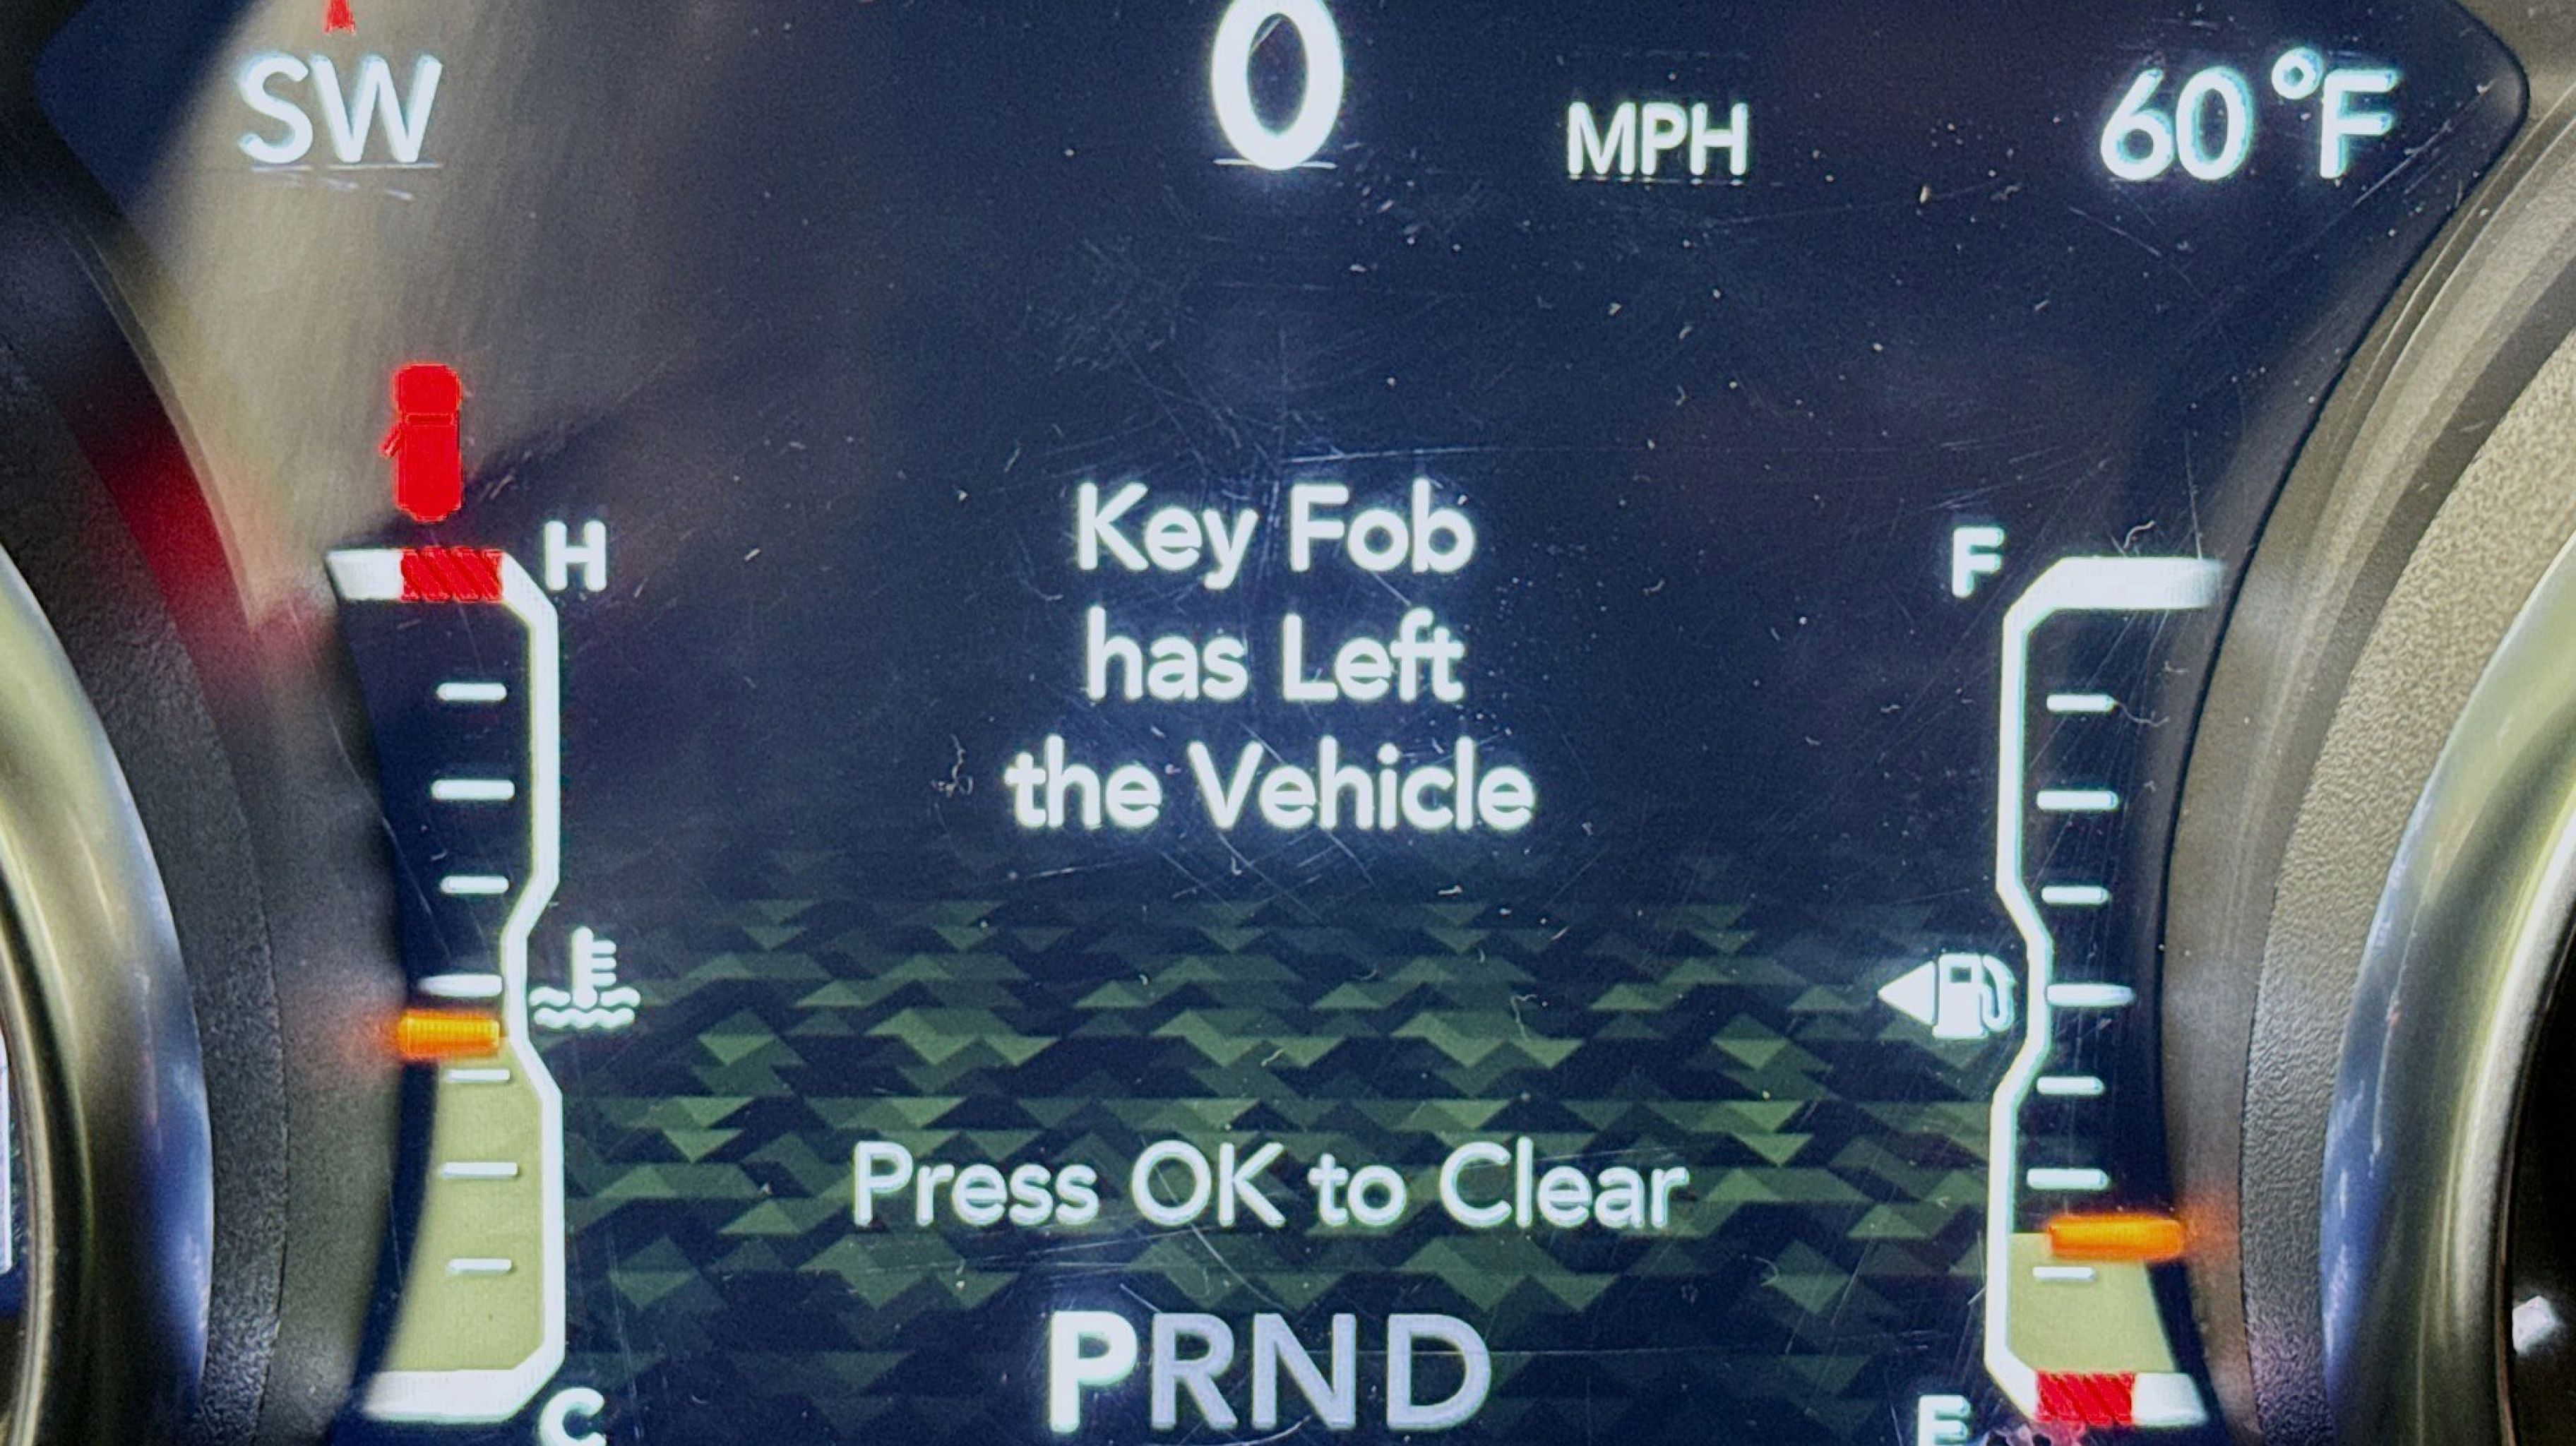 SW
0 MPH
60°F
H
F
Key Fob
has Left
the Vehicle
Press OK to Clear
PRND
C
E